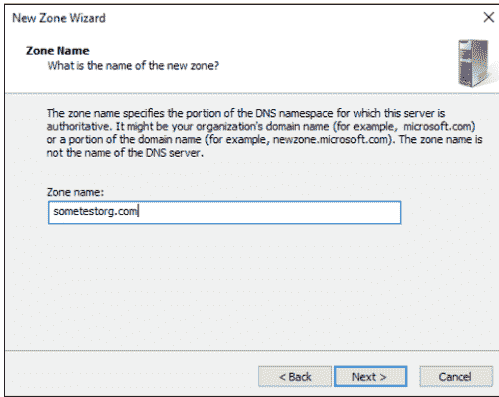 New Zone Wizard
Zone Name
What is the name of the new zone?
The zone name specifies the portion of the DNS namespace for which this server is
authoritative. It might be your organization's domain name (for example, microsoft.com)
or a portion of the domain name (for example, newzone.microsoft.com). The zone name is
not the name of the DNS server.
Zone name:
sometestorg.com
< Back
Next >
Cancel